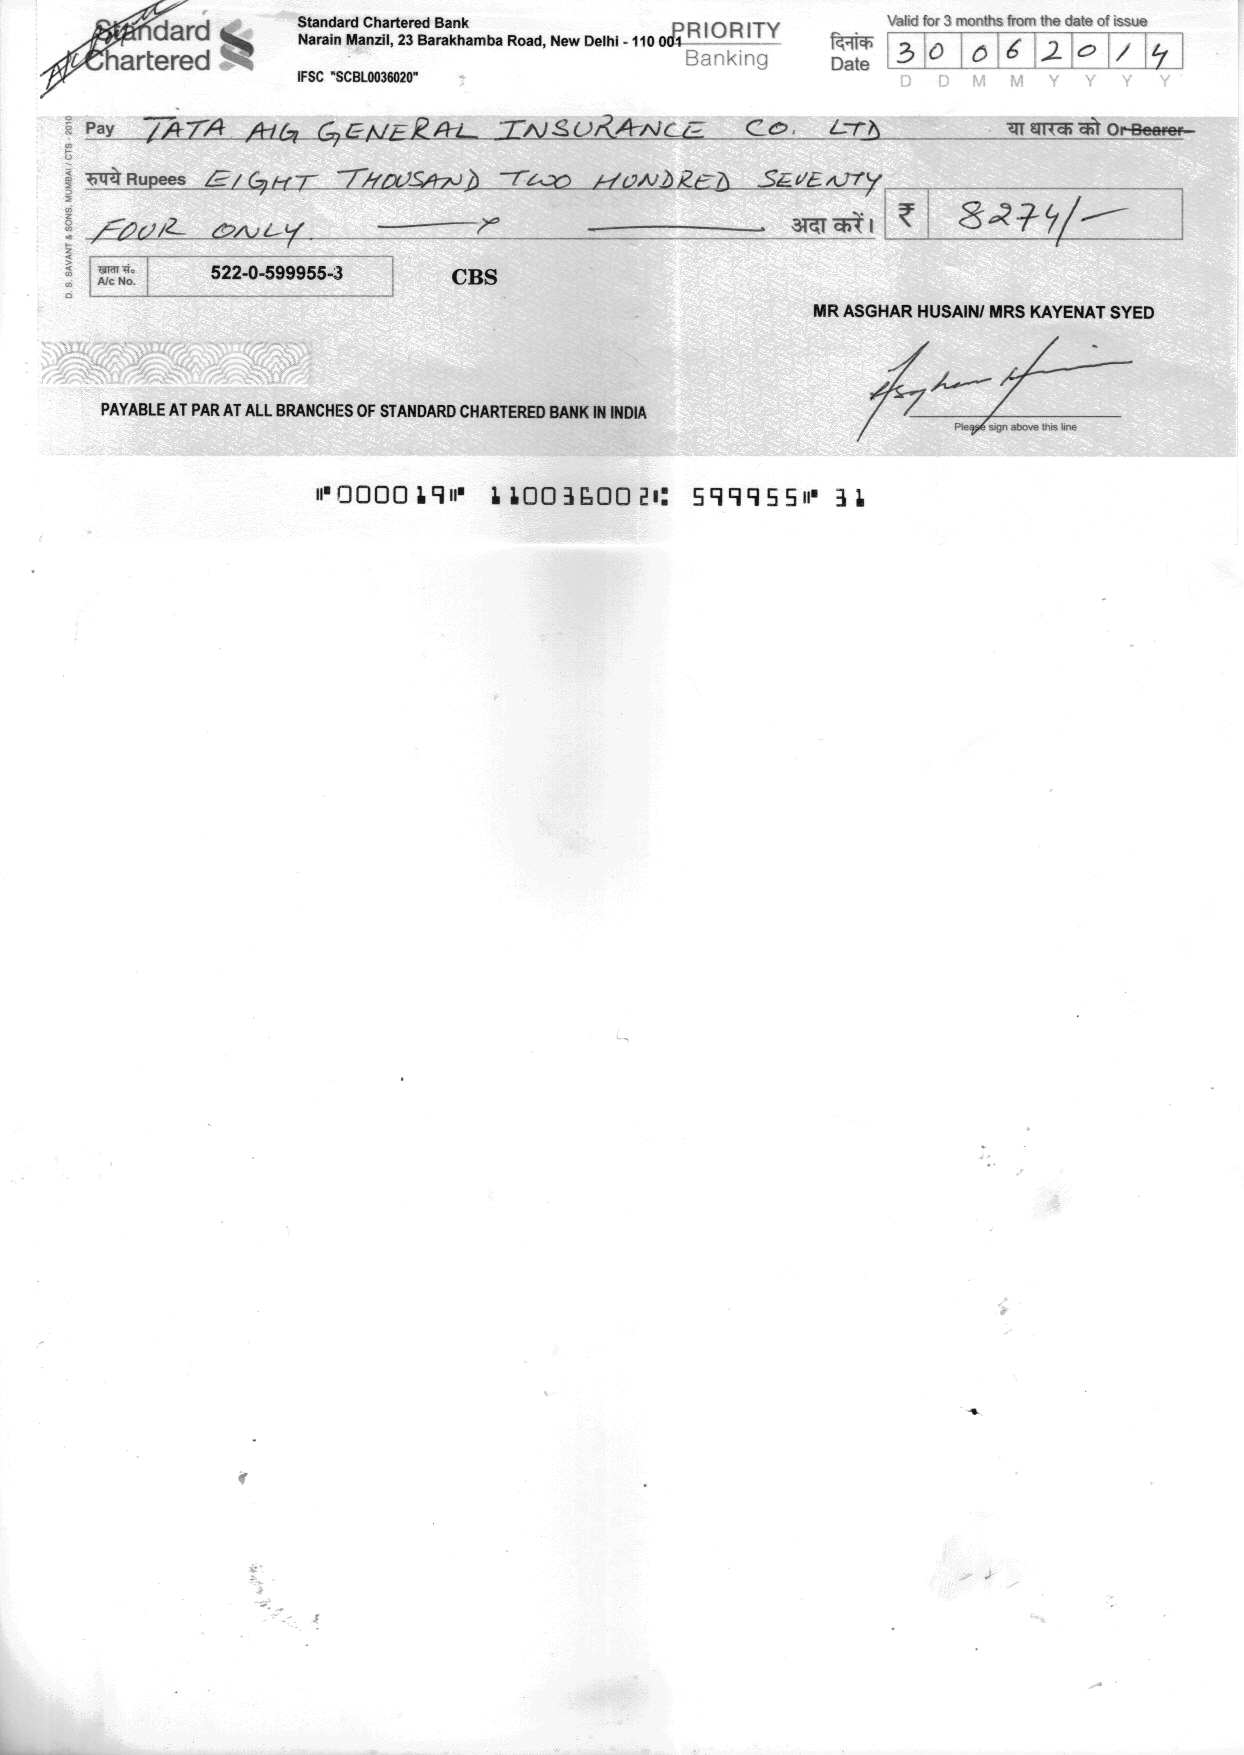 A/c Payee
Standard
Chartered
Standard Chartered Bank
Narain Manzil, 23 Barakhamba Road, New Delhi - 110 001
IFSC "SCBL0036020"
PRIORITY
Banking
Valid for 3 months from the date of issue
दिनांक
Date
3 0 0 6 2 0 1 4
D D M M Y Y Y Y
D. S. SAVANT & SONS, MUMBAI / CTS - 2010
Pay TATA AIG GENERAL INSURANCE CO. LTD या धारक को Or Bearer
रुपये Rupees EIGHT THOUSAND TWO HUNDRED SEVENTY
FOUR ONLY. अदा करें। ₹ 8274/-
खाता सं॰
A/c No.
522-0-599955-3
CBS
MR ASGHAR HUSAIN/ MRS KAYENAT SYED
Asghar Husain
PAYABLE AT PAR AT ALL BRANCHES OF STANDARD CHARTERED BANK IN INDIA
Please sign above this line
⑈000019⑈ 110036002⑆ 599955⑈ 31